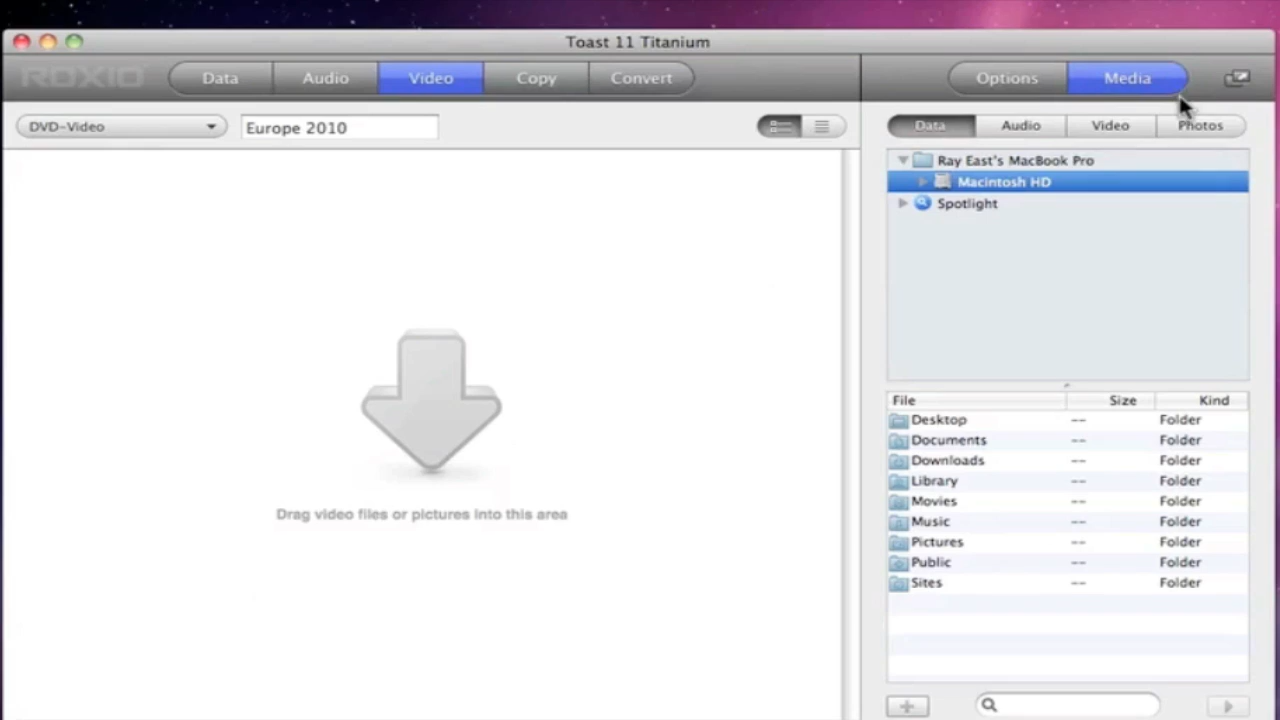 Toast 11 Titanium
ROXIO Data Audio Video Copy Convert Options Media
DVD-Video Europe 2010 Data Audio Video Photos
Ray East's MacBook Pro
Macintosh HD
Spotlight
Drag video files or pictures into this area
File Size Kind
Desktop -- Folder
Documents -- Folder
Downloads -- Folder
Library -- Folder
Movies -- Folder
Music -- Folder
Pictures -- Folder
Public -- Folder
Sites -- Folder